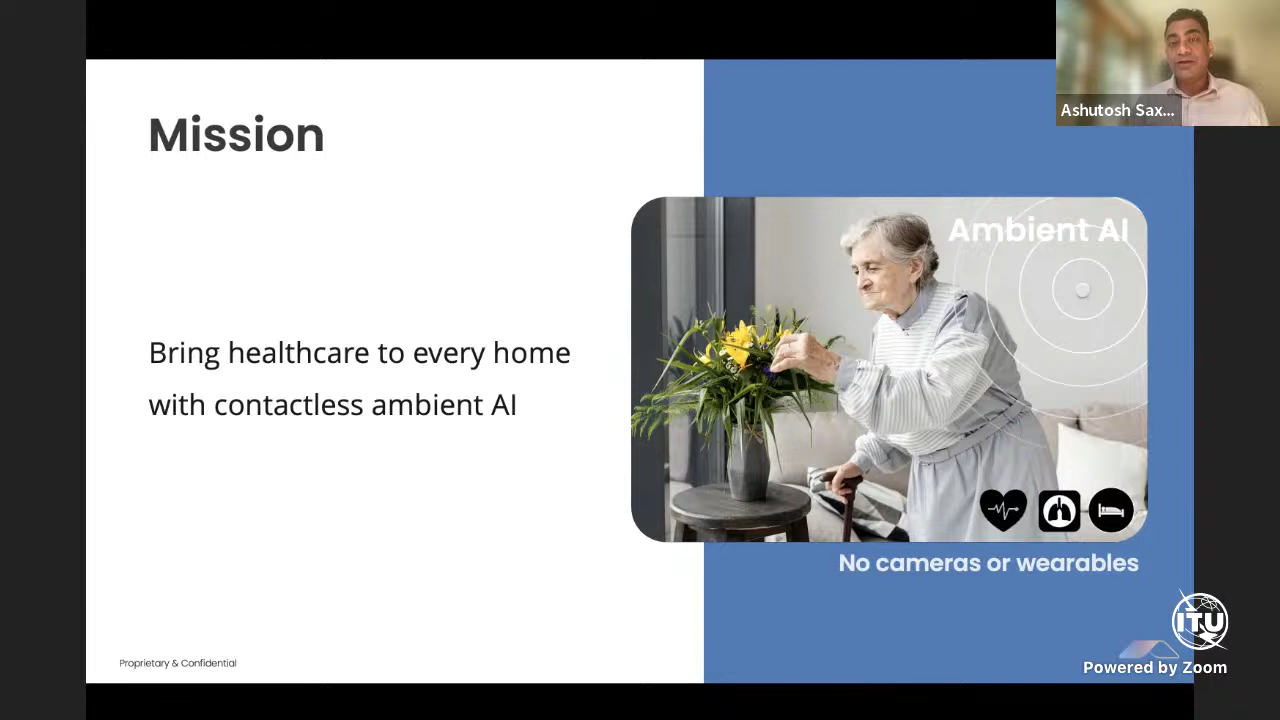 Ashutosh Sax...
Mission
Ambient AI
Bring healthcare to every home
with contactless ambient AI
No cameras or wearables
ITU
Proprietary & Confidential
Powered by Zoom